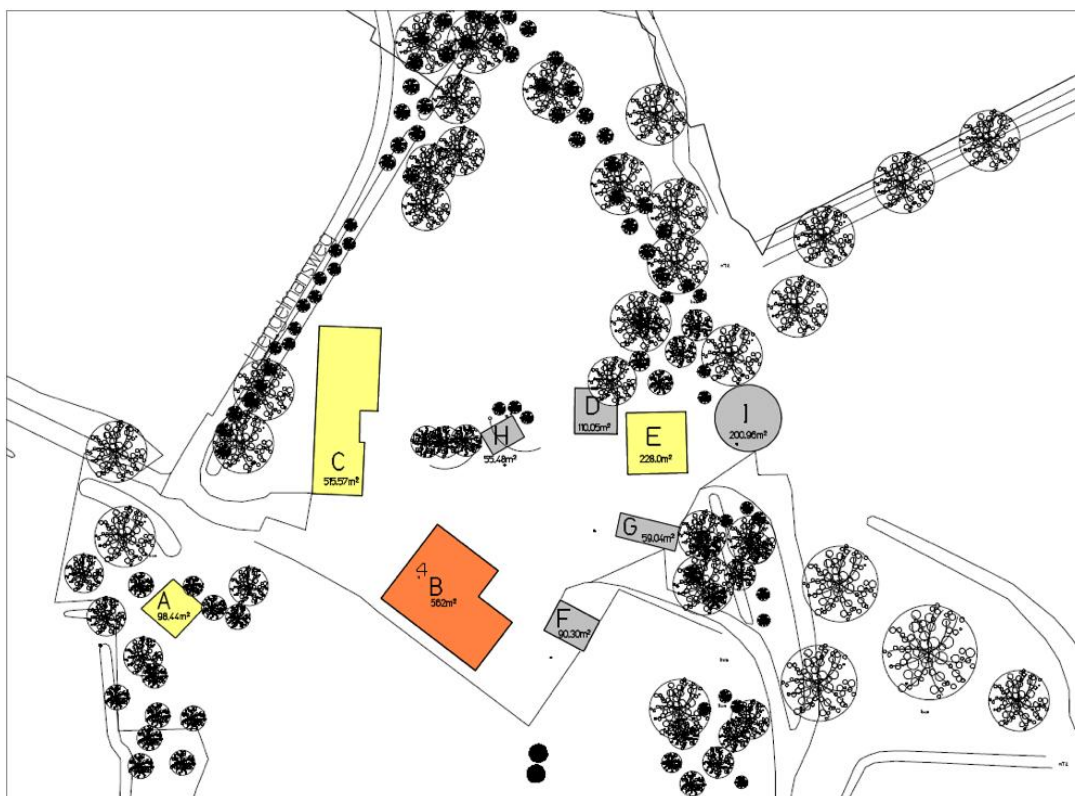 D
110.05m²
I
200.96m²
E
228.0m²
H
55.48m²
C
515.57m²
G
59.04m²
4
B
562m²
A
98.44m²
F
90.30m²